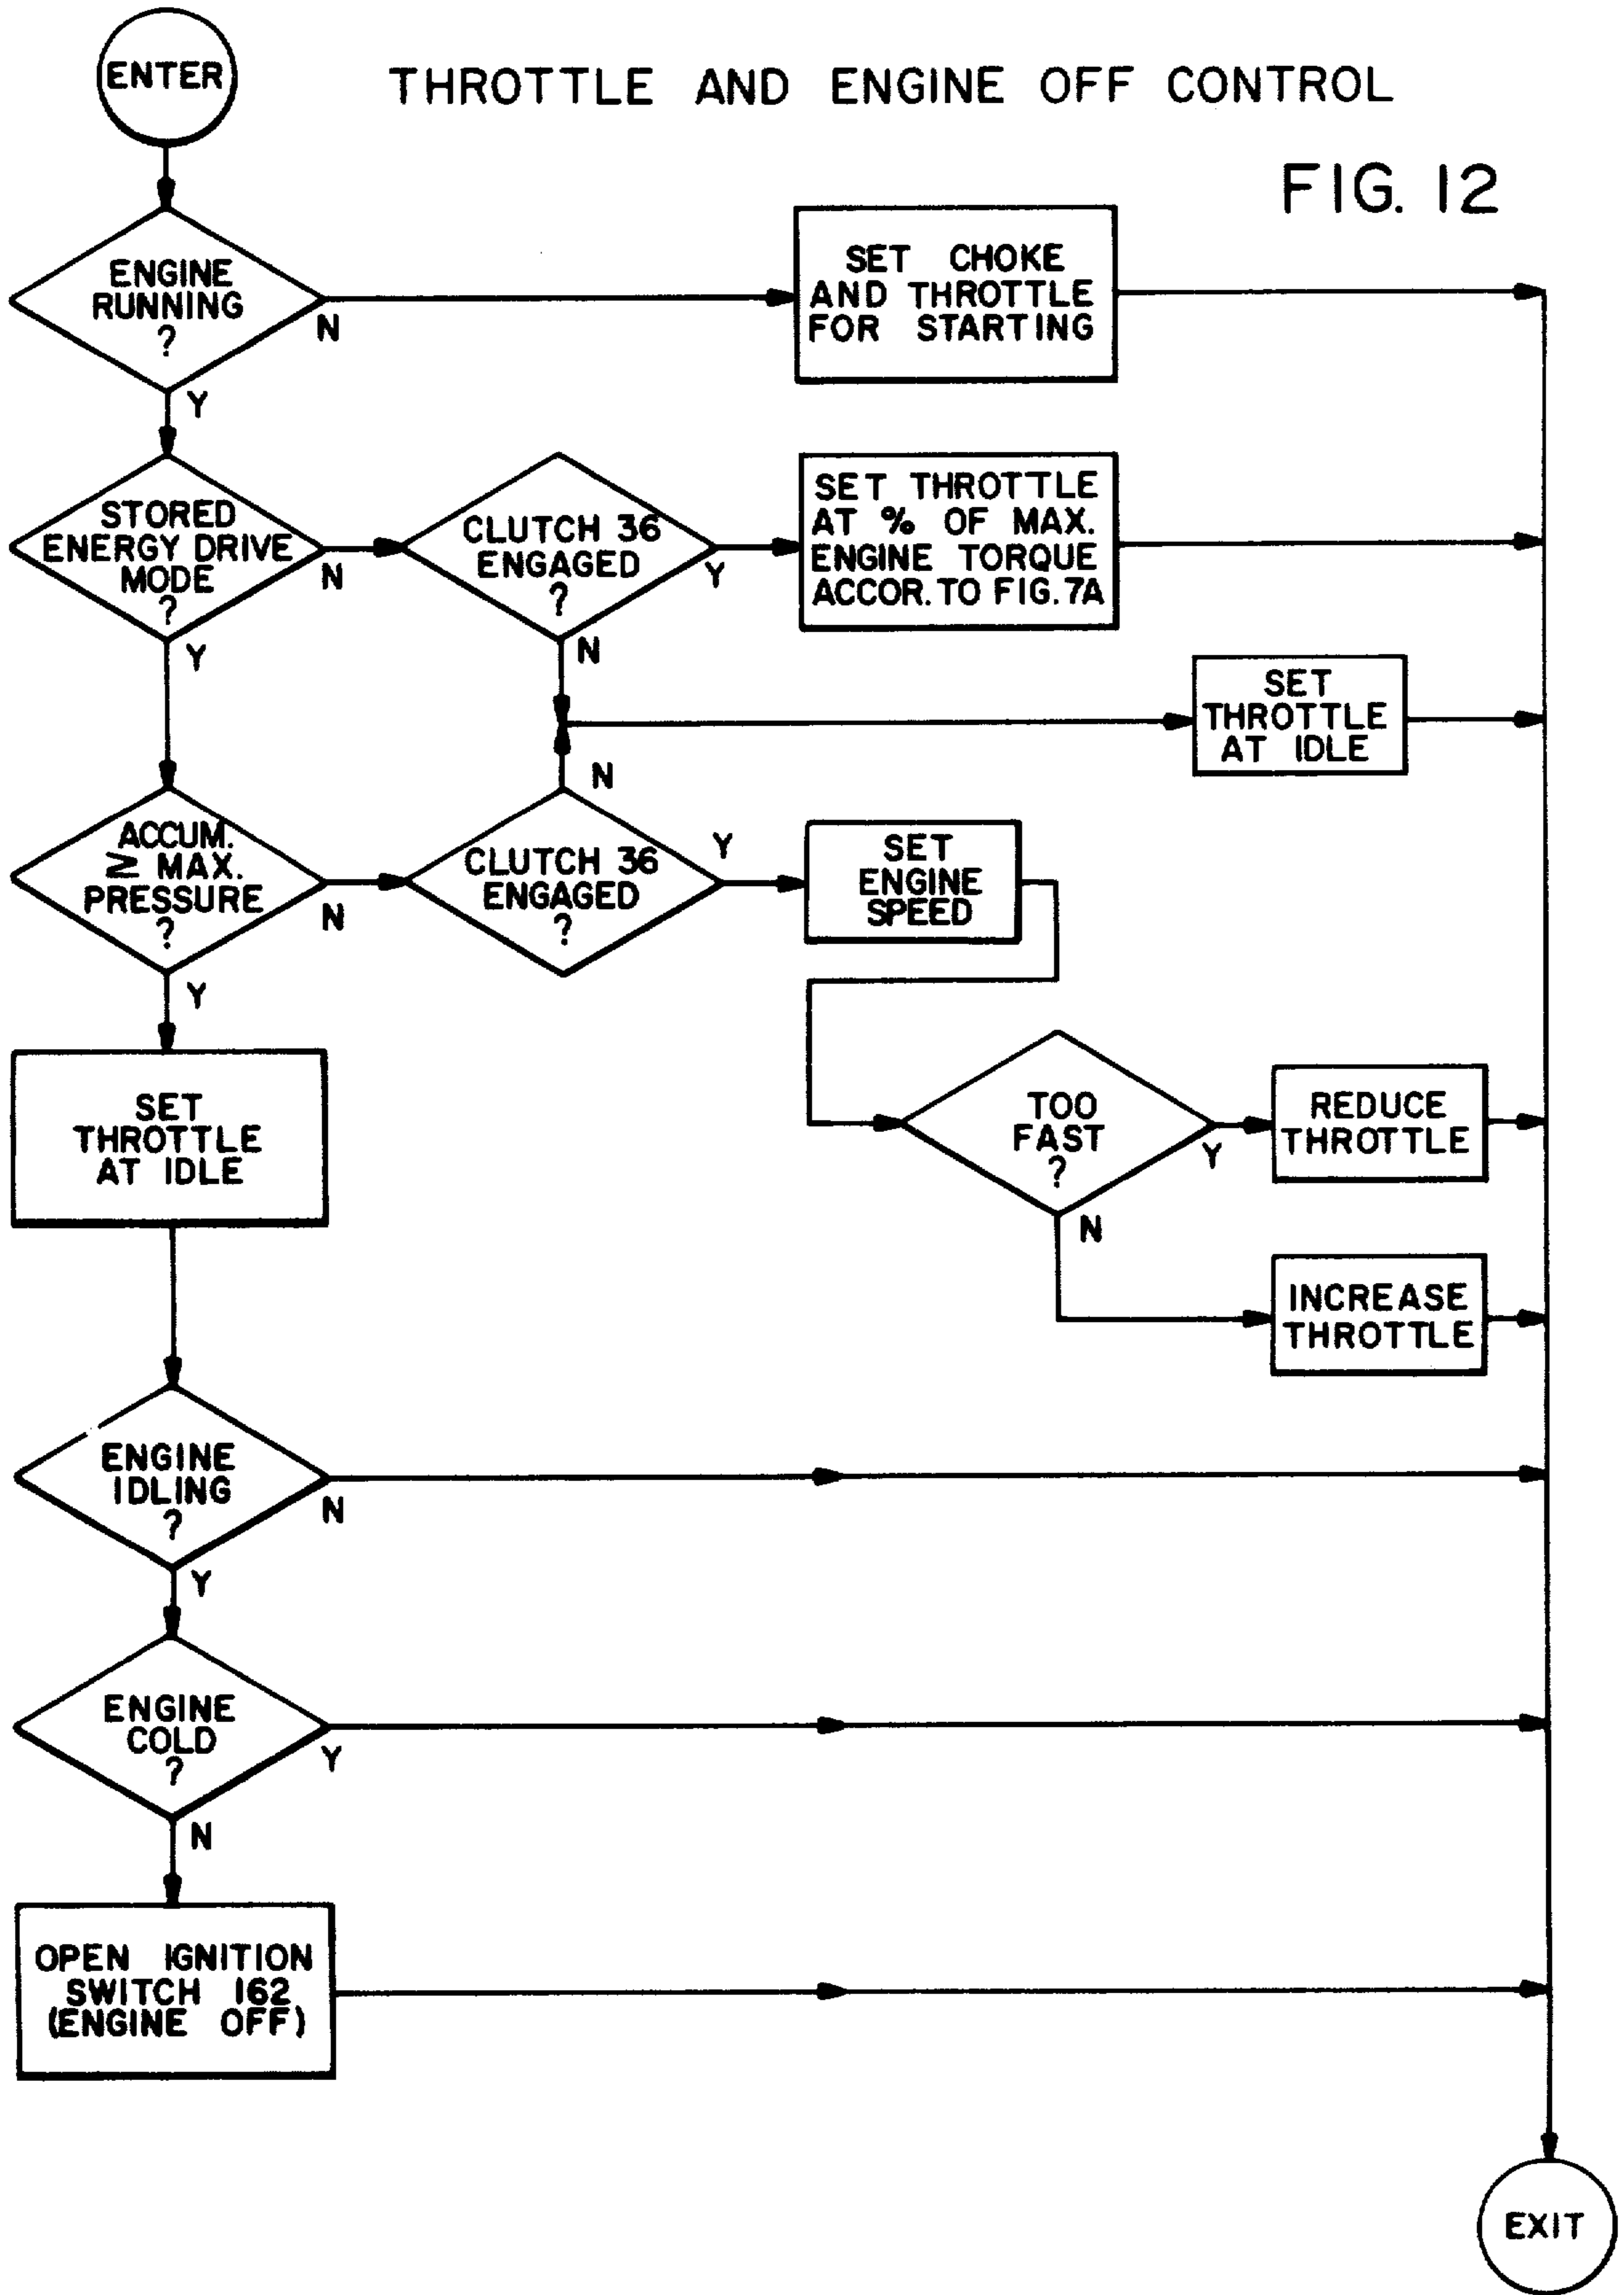 ENTER
THROTTLE AND ENGINE OFF CONTROL
FIG. 12
ENGINE
RUNNING
?
N
Y
SET CHOKE
AND THROTTLE
FOR STARTING
STORED
ENERGY DRIVE
MODE
?
N
Y
CLUTCH 36
ENGAGED
?
Y
N
SET THROTTLE
AT % OF MAX.
ENGINE TORQUE
ACCOR. TO FIG. 7A
SET
THROTTLE
AT IDLE
ACCUM.
≥ MAX.
PRESSURE
?
N
Y
N
CLUTCH 36
ENGAGED
?
Y
SET
ENGINE
SPEED
SET
THROTTLE
AT IDLE
TOO
FAST
?
Y
N
REDUCE
THROTTLE
INCREASE
THROTTLE
ENGINE
IDLING
?
N
Y
ENGINE
COLD
?
Y
N
OPEN IGNITION
SWITCH 162
(ENGINE OFF)
EXIT